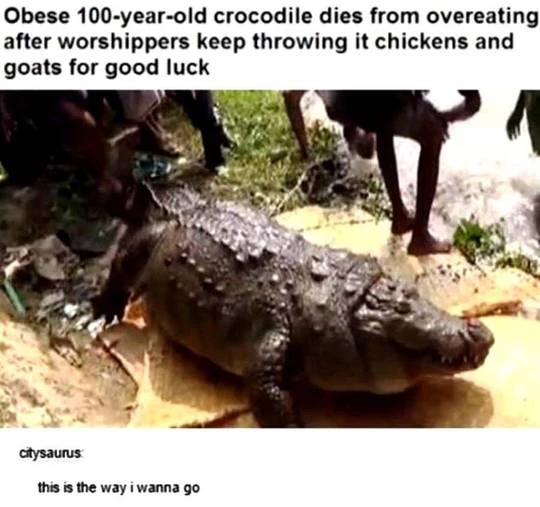 Obese 100-year-old crocodile dies from overeating
after worshippers keep throwing it chickens and
goats for good luck
citysaurus:
this is the way i wanna go